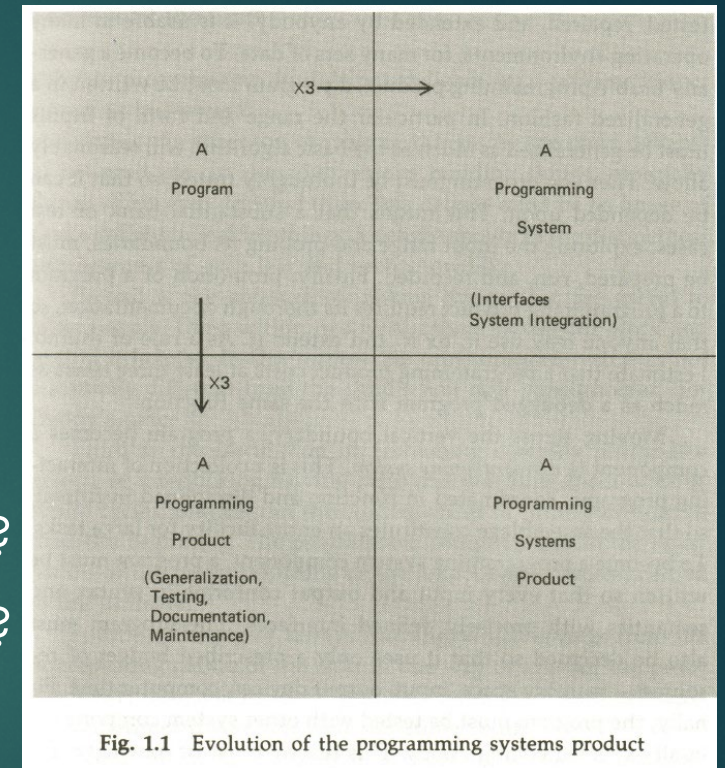 X3
A
Program
A
Programming
System
(Interfaces
System Integration)
X3
A
Programming
Product
(Generalization,
Testing,
Documentation,
Maintenance)
A
Programming
Systems
Product
Fig. 1.1 Evolution of the programming systems product